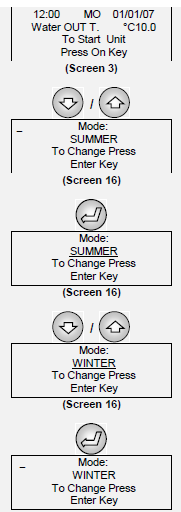 12:00 MO 01/01/07
Water OUT T. °C10.0
To Start Unit
Press On Key
(Screen 3)
/
Mode:
SUMMER
To Change Press
Enter Key
(Screen 16)
Mode:
SUMMER
To Change Press
Enter Key
(Screen 16)
/
Mode:
WINTER
To Change Press
Enter Key
(Screen 16)
Mode:
WINTER
To Change Press
Enter Key